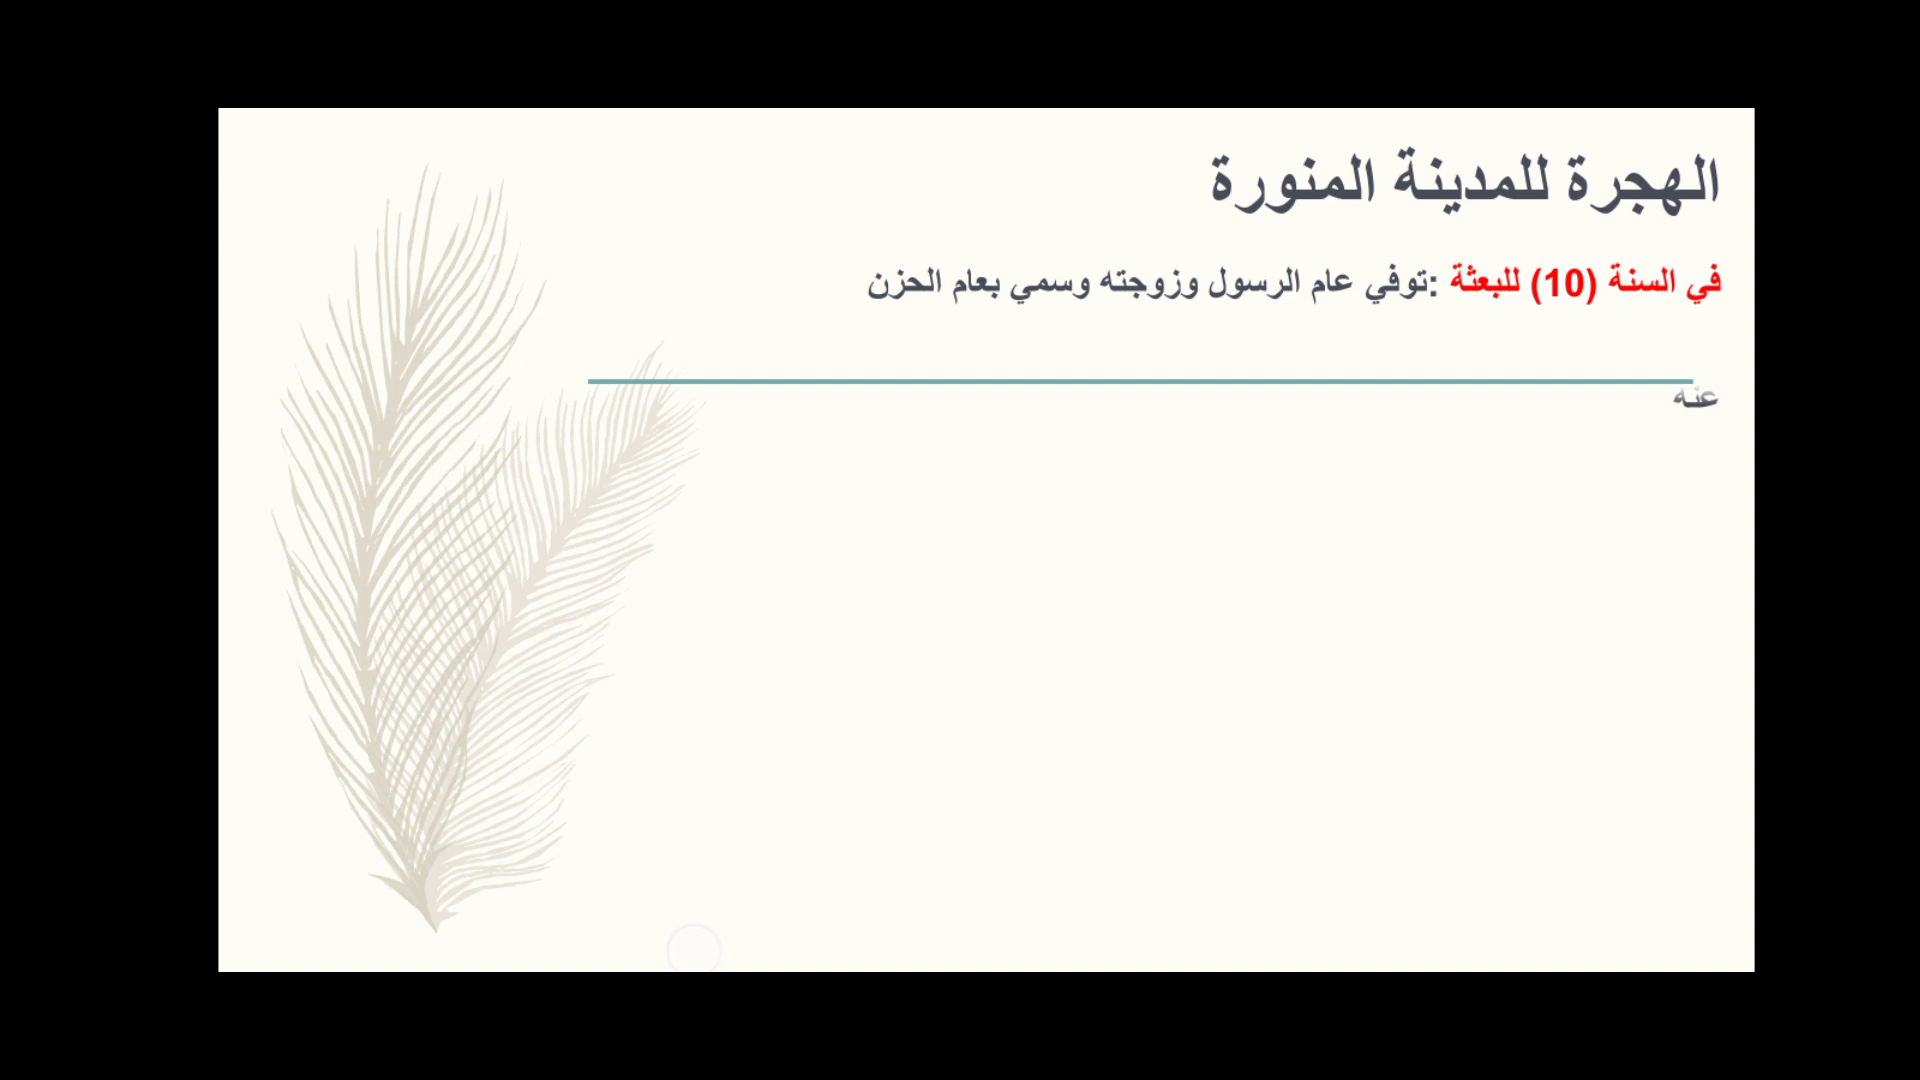 الهجرة للمدينة المنورة
في السنة (10) للبعثة :توفي عام الرسول وزوجته وسمي بعام الحزن
عنه